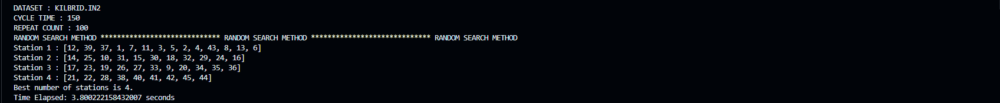 DATASET : KILBRID.IN2
CYCLE TIME : 150
REPEAT COUNT : 100
RANDOM SEARCH METHOD ***************************** RANDOM SEARCH METHOD ***************************** RANDOM SEARCH METHOD
Station 1 : [12, 39, 37, 1, 7, 11, 3, 5, 2, 4, 43, 8, 13, 6]
Station 2 : [14, 25, 10, 31, 15, 30, 18, 32, 29, 24, 16]
Station 3 : [17, 23, 19, 26, 27, 33, 9, 20, 34, 35, 36]
Station 4 : [21, 22, 28, 38, 40, 41, 42, 45, 44]
Best number of stations is 4.
Time Elapsed: 3.800222158432007 seconds